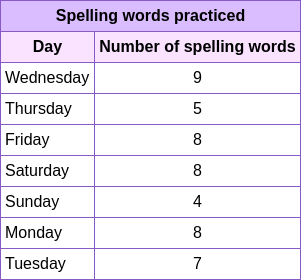 Spelling words practiced
Day Number of spelling words
Wednesday 9
Thursday 5
Friday 8
Saturday 8
Sunday 4
Monday 8
Tuesday 7